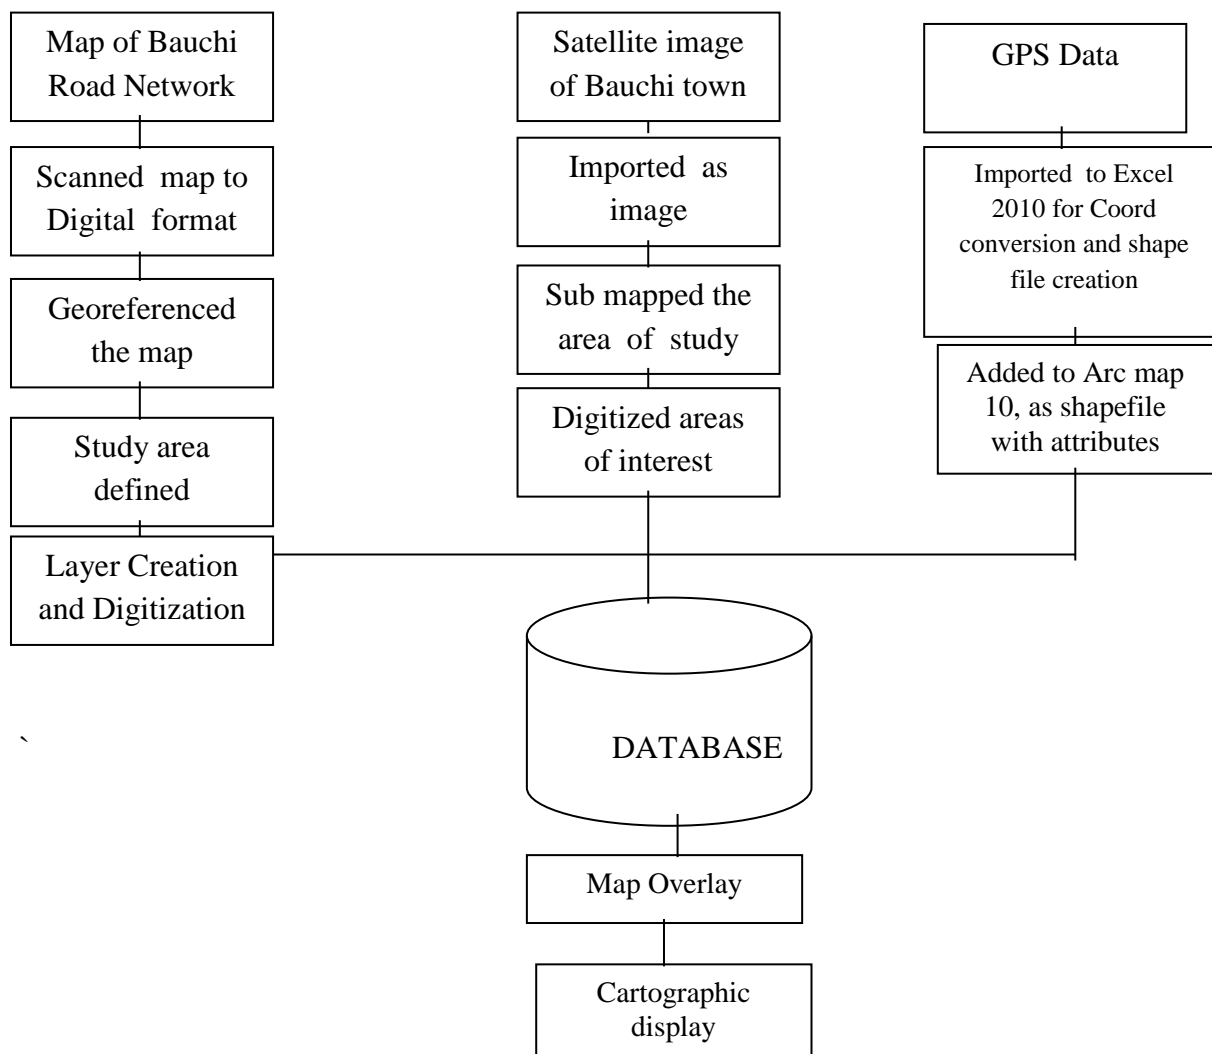 Map of Bauchi
Road Network
Scanned map to
Digital format
Georeferenced
the map
Study area
defined
Layer Creation
and Digitization
Satellite image
of Bauchi town
Imported as
image
Sub mapped the
area of study
Digitized areas
of interest
GPS Data
Imported to Excel
2010 for Coord
conversion and shape
file creation
Added to Arc map
10, as shapefile
with attributes
`
DATABASE
Map Overlay
Cartographic
display